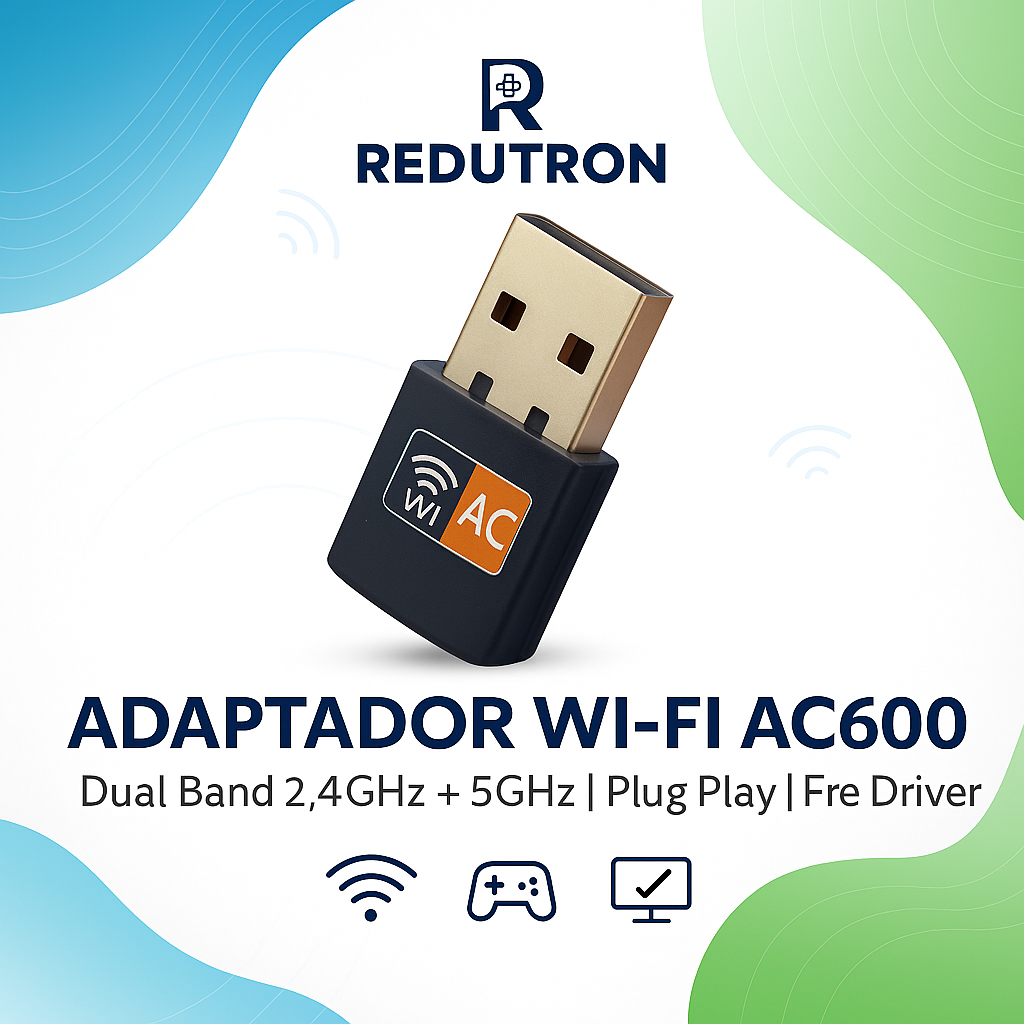 R
REDUTRON
WI
AC
ADAPTADOR WI-FI AC600
Dual Band 2,4GHz + 5GHz | Plug Play | Fre Driver